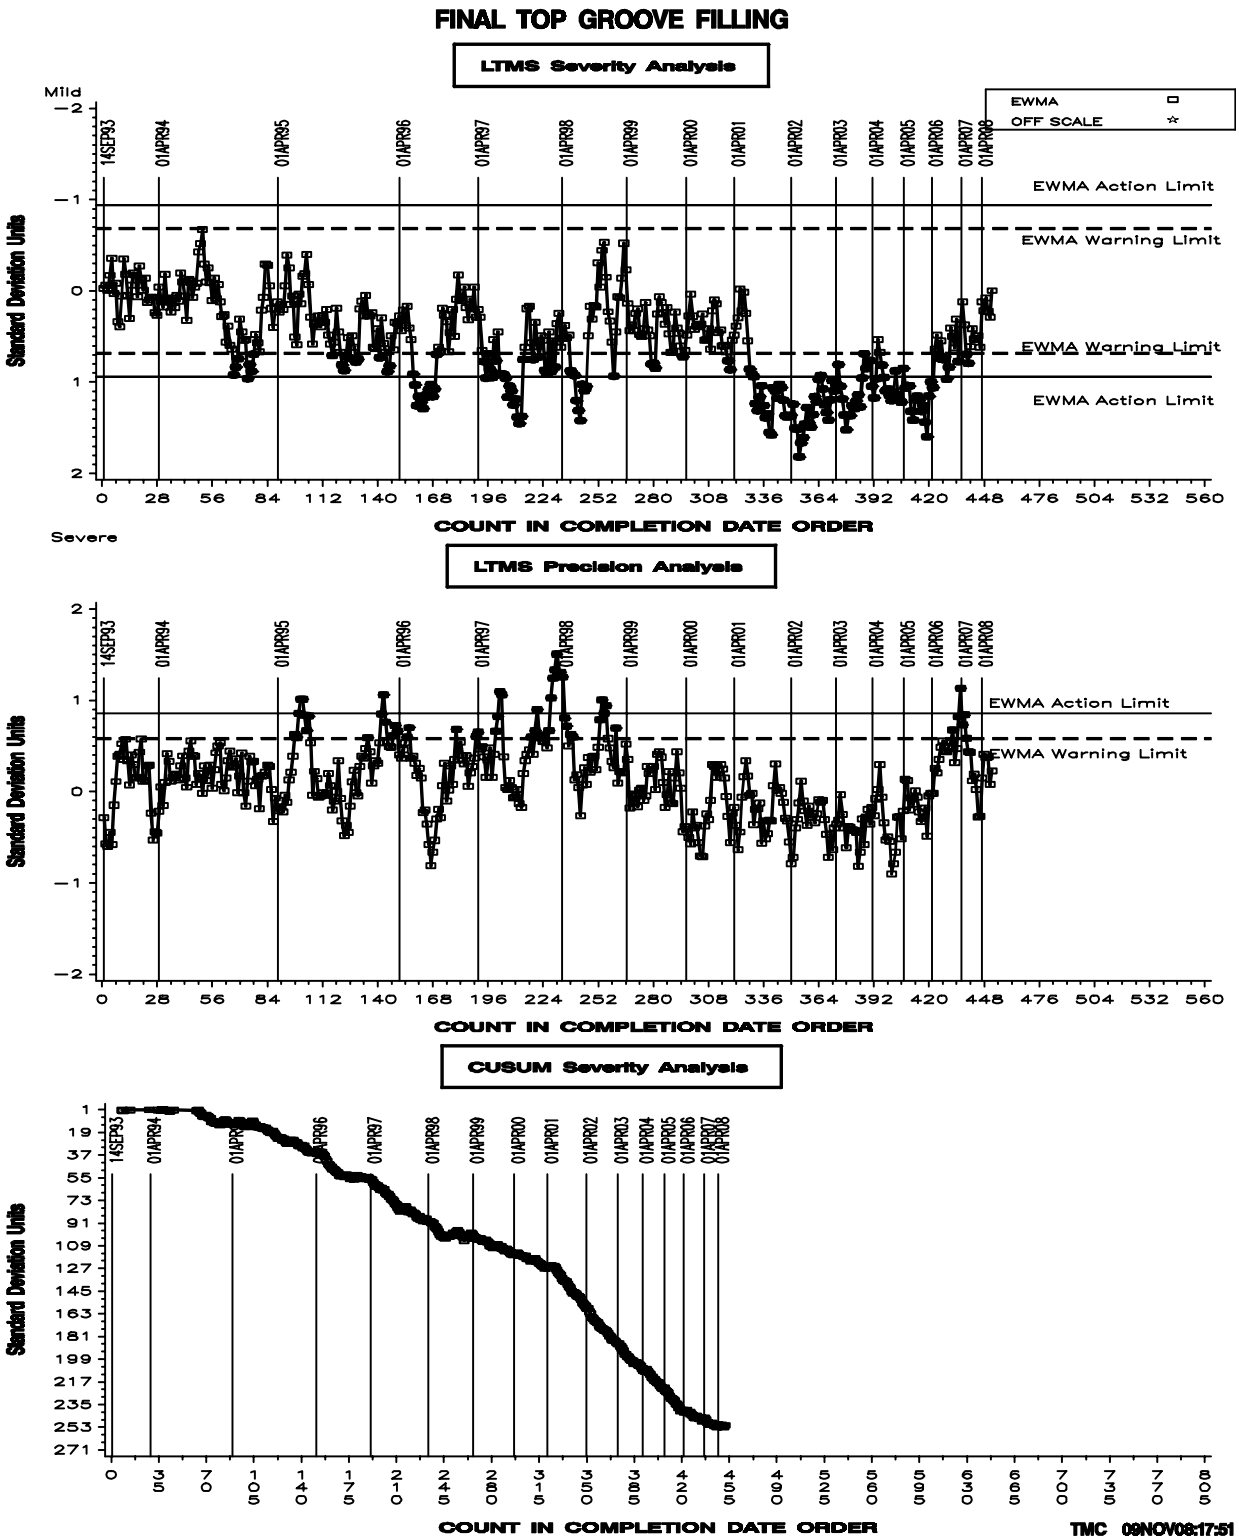 FINAL TOP GROOVE FILLING
LTMS Severity Analysis
Mild
EWMA
OFF SCALE
14SEP93 01APR94 01APR95 01APR96 01APR97 01APR98 01APR99 01APR00 01APR01 01APR02 01APR03 01APR04 01APR05 01APR06 01APR07 01APR08
-2
-1
0
1
2
Standard Deviation Units
EWMA Action Limit
EWMA Warning Limit
EWMA Warning Limit
EWMA Action Limit
0 28 56 84 112 140 168 196 224 252 280 308 336 364 392 420 448 476 504 532 560
COUNT IN COMPLETION DATE ORDER
Severe
LTMS Precision Analysis
14SEP93 01APR94 01APR95 01APR96 01APR97 01APR98 01APR99 01APR00 01APR01 01APR02 01APR03 01APR04 01APR05 01APR06 01APR07 01APR08
2
1
0
-1
-2
Standard Deviation Units
EWMA Action Limit
EWMA Warning Limit
0 28 56 84 112 140 168 196 224 252 280 308 336 364 392 420 448 476 504 532 560
COUNT IN COMPLETION DATE ORDER
CUSUM Severity Analysis
14SEP93 01APR94 01APR96 01APR97 01APR98 01APR99 01APR00 01APR01 01APR02 01APR03 01APR04 01APR05 01APR06 01APR07 01APR08
1
19
37
55
73
91
109
127
145
163
181
199
217
235
253
271
Standard Deviation Units
0 35 70 105 140 175 210 245 280 315 350 385 420 455 490 525 560 595 630 665 700 735 770 805
COUNT IN COMPLETION DATE ORDER
TMC 09NOV08:17:51